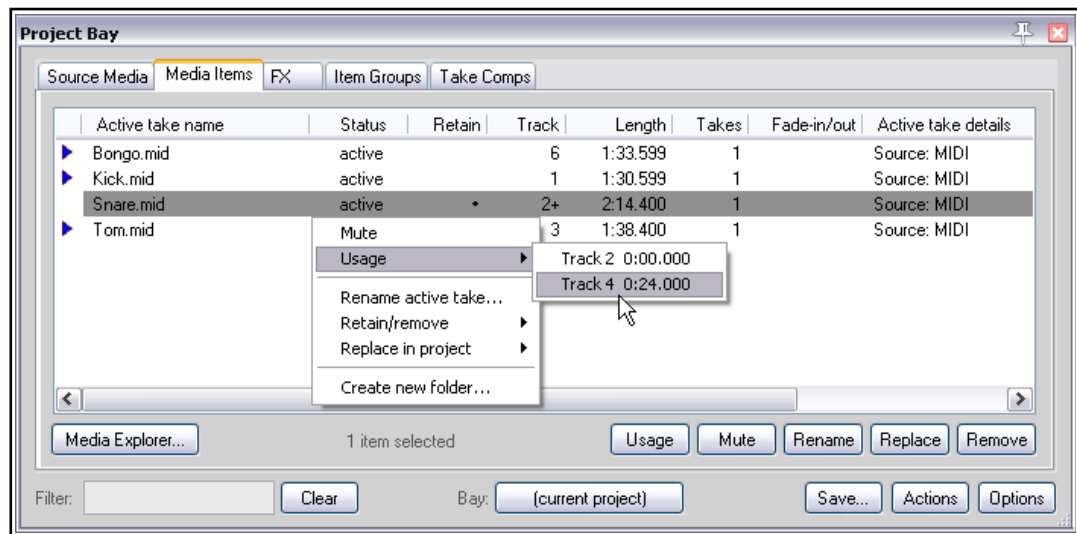 Project Bay
Source Media Media Items FX Item Groups Take Comps
Active take name Status Retain Track Length Takes Fade-in/out Active take details
Bongo.mid active 6 1:33.599 1 Source: MIDI
Kick.mid active 1 1:30.599 1 Source: MIDI
Snare.mid active • 2+ 2:14.400 1 Source: MIDI
Tom.mid 3 1:38.400 1 Source: MIDI
Mute
Usage
Track 2 0:00.000
Track 4 0:24.000
Rename active take...
Retain/remove
Replace in project
Create new folder...
Media Explorer... 1 item selected Usage Mute Rename Replace Remove
Filter: Clear Bay: (current project) Save... Actions Options